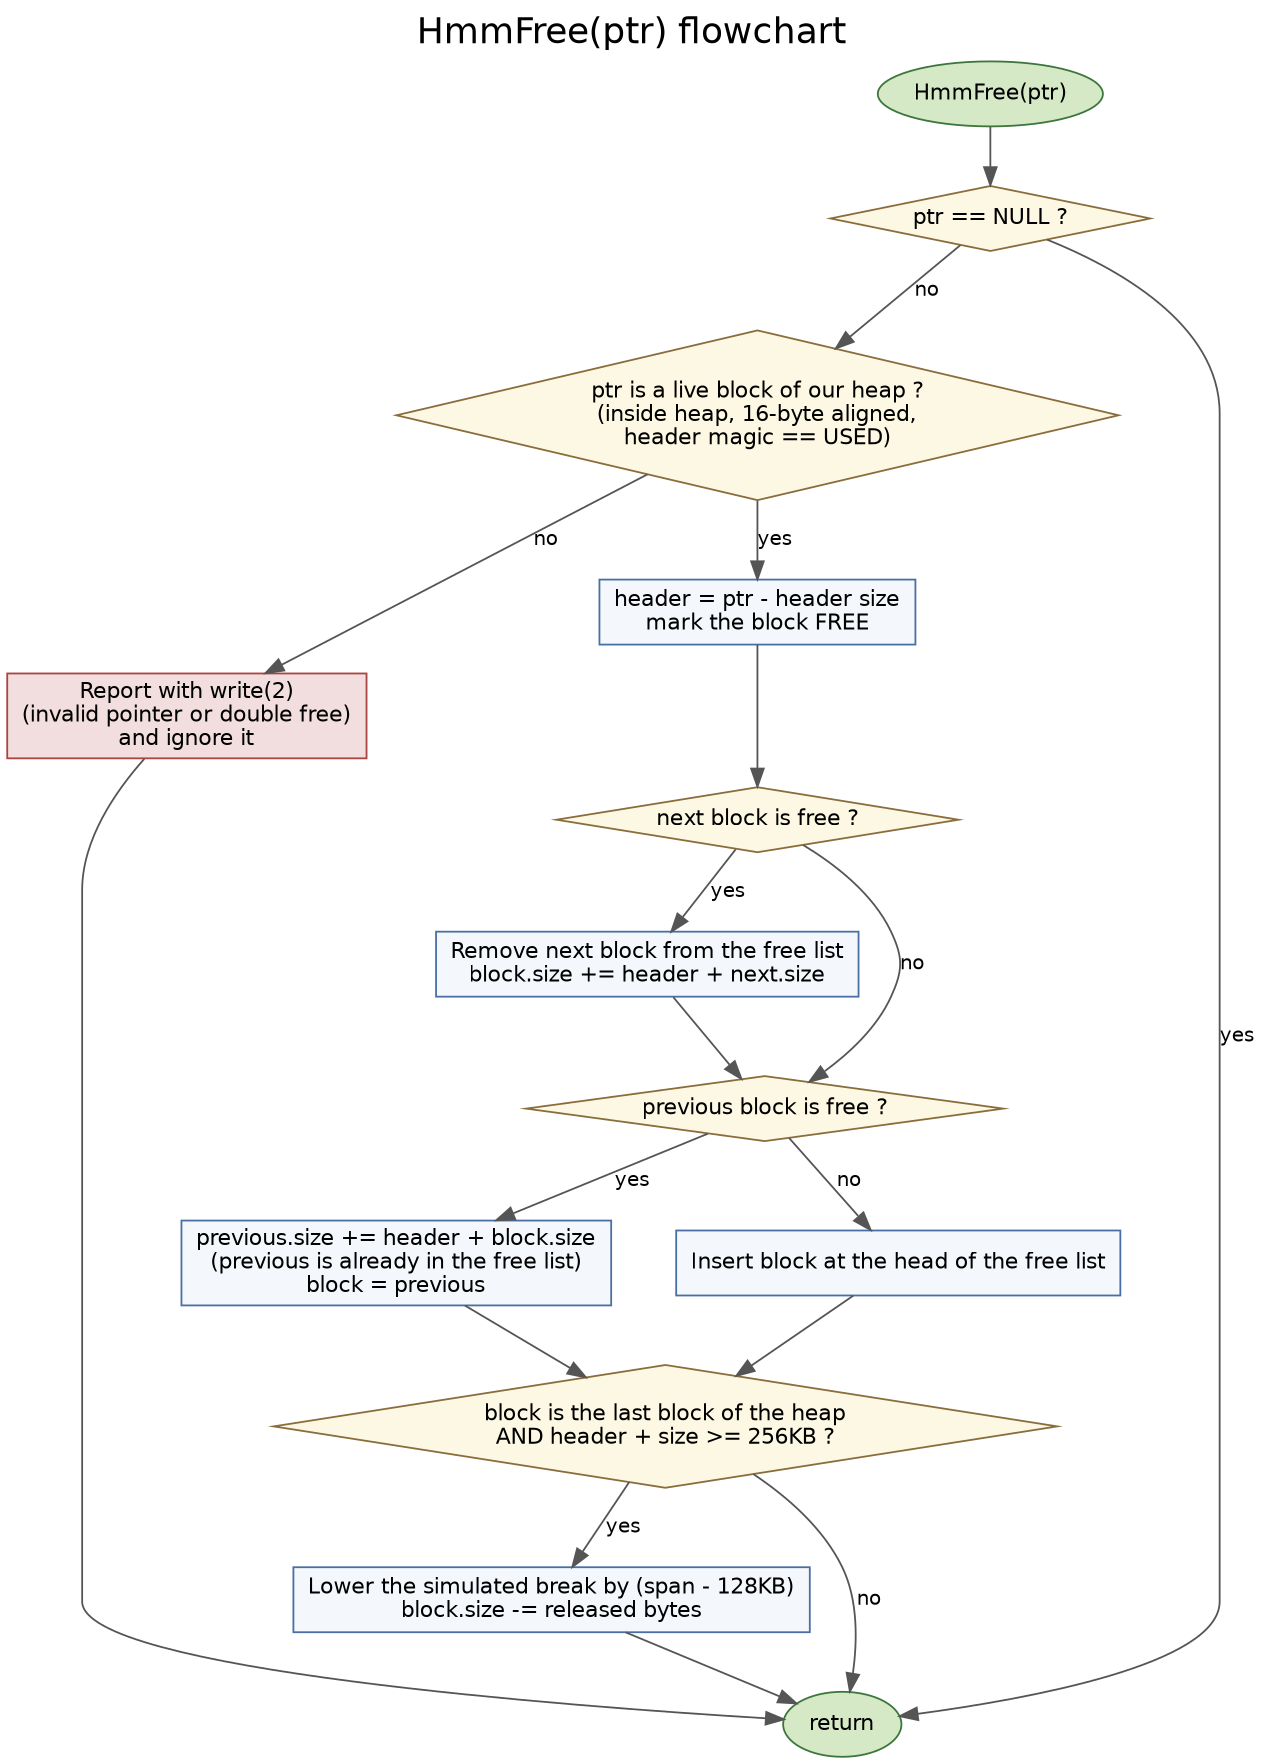 HmmFree(ptr) flowchart
HmmFree(ptr)
ptr == NULL ?
no
ptr is a live block of our heap ?
(inside heap, 16-byte aligned,
header magic == USED)
no
yes
header = ptr - header size
mark the block FREE
Report with write(2)
(invalid pointer or double free)
and ignore it
next block is free ?
yes
Remove next block from the free list
block.size += header + next.size
no
yes
previous block is free ?
yes
no
previous.size += header + block.size
(previous is already in the free list)
block = previous
Insert block at the head of the free list
block is the last block of the heap
AND header + size >= 256KB ?
yes
Lower the simulated break by (span - 128KB)
block.size -= released bytes
no
return